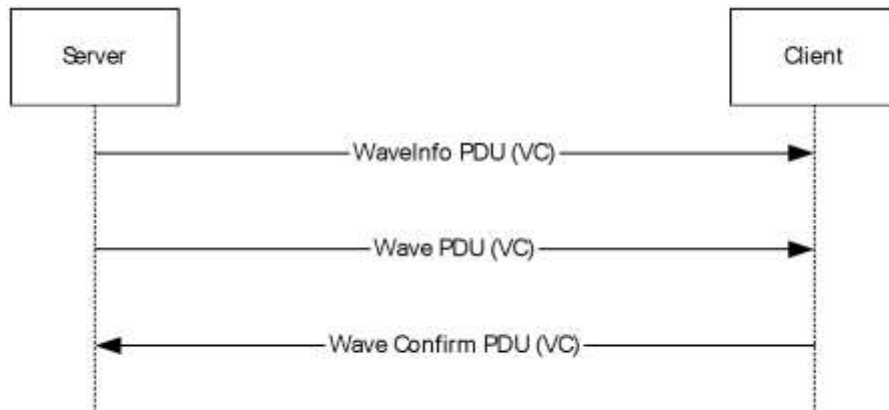 Server
Client
WaveInfo PDU (VC)
Wave PDU (VC)
Wave Confirm PDU (VC)